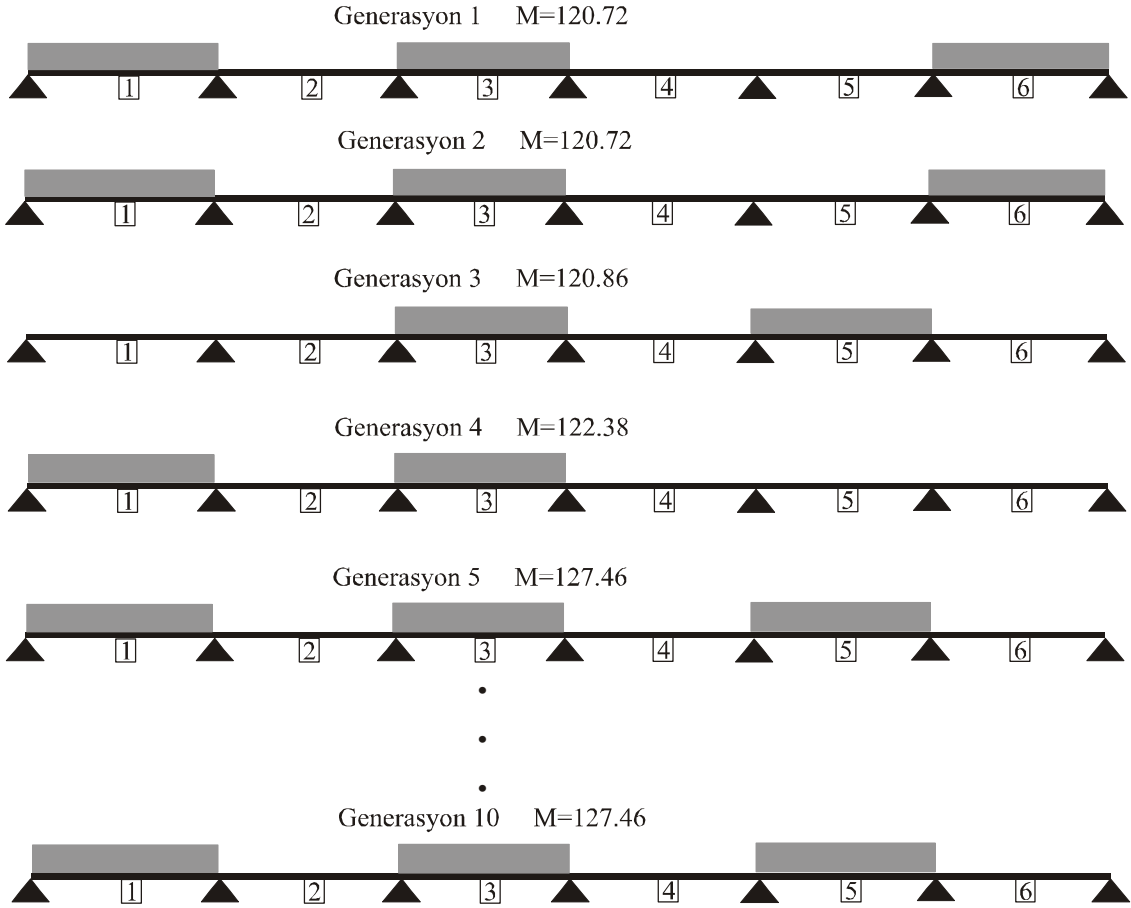 Generasyon 1 M=120.72
1 2 3 4 5 6
Generasyon 2 M=120.72
1 2 3 4 5 6
Generasyon 3 M=120.86
1 2 3 4 5 6
Generasyon 4 M=122.38
1 2 3 4 5 6
Generasyon 5 M=127.46
1 2 3 4 5 6
Generasyon 10 M=127.46
1 2 3 4 5 6